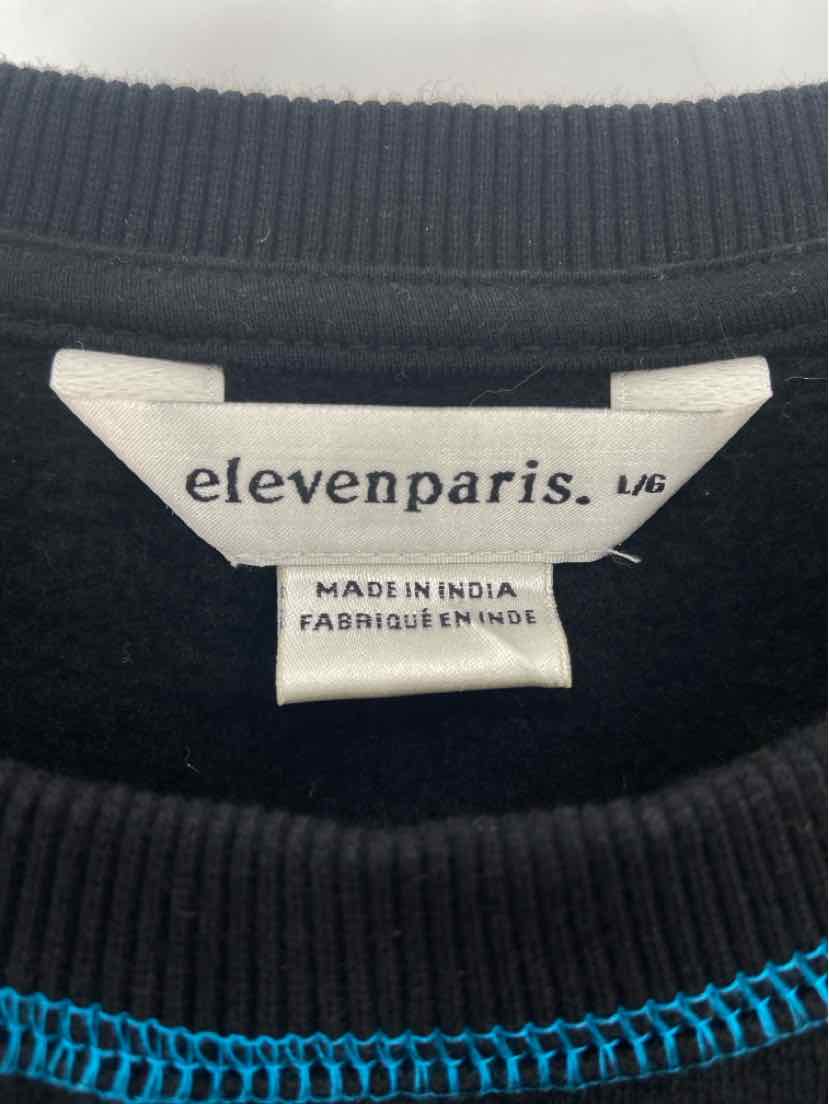 elevenparis. L/G
MADE IN INDIA
FABRIQUÉ EN INDE